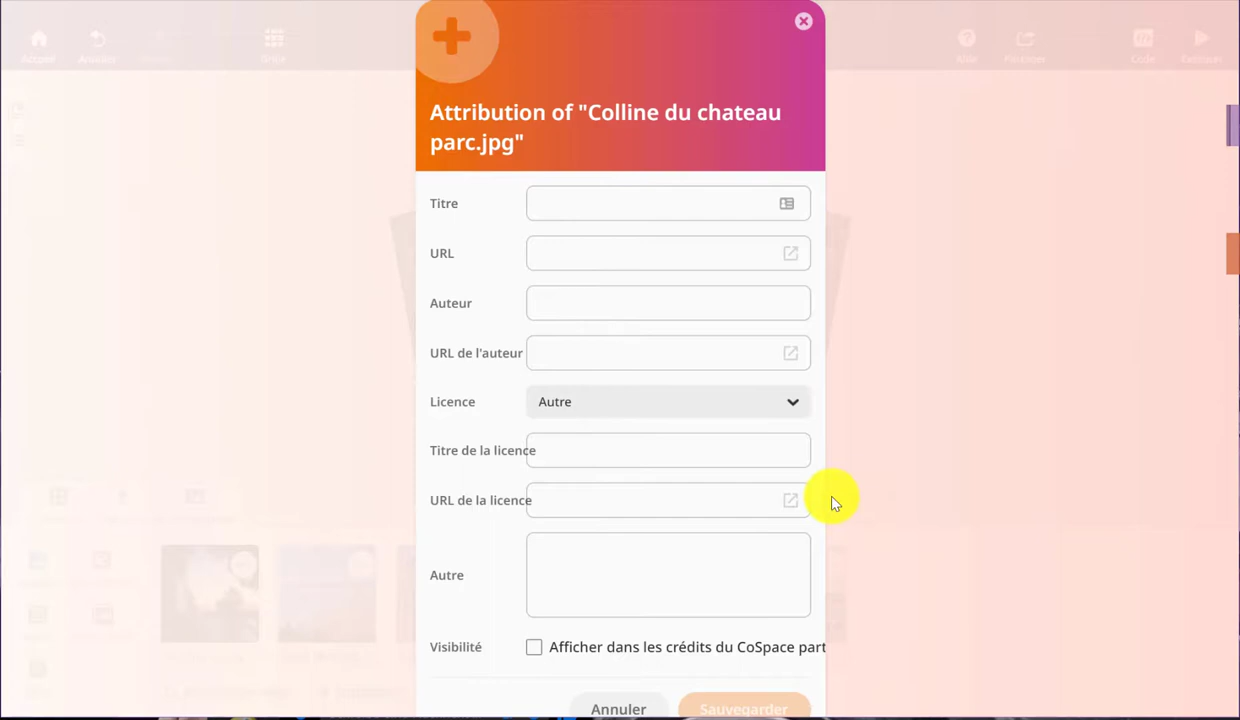 Attribution of "Colline du chateau
parc.jpg"
Titre
URL
Auteur
URL de l'auteur
Licence
Autre
Titre de la licence
URL de la licence
Autre
Visibilité
Afficher dans les crédits du CoSpace part
Annuler
Sauvegarder